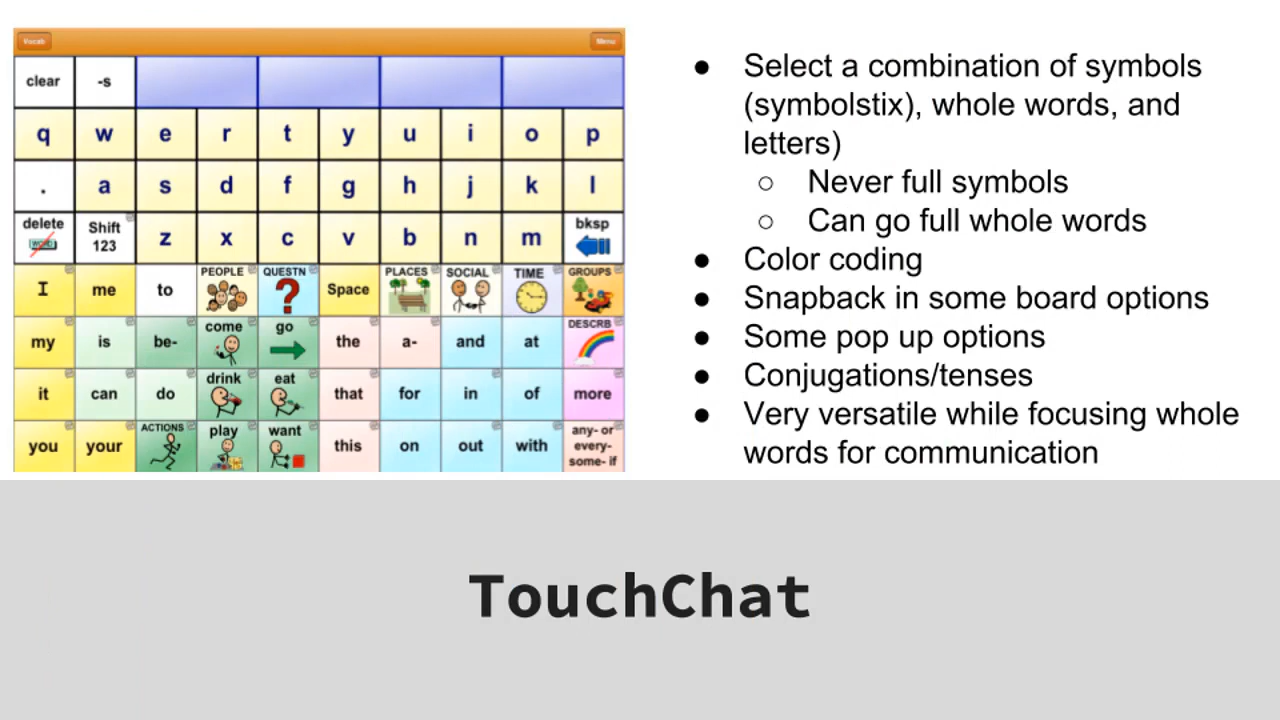 Vocab Menu
clear -s
q w e r t y u i o p
. a s d f g h j k l
delete Shift 123 z x c v b n m bksp
WORD
I me to PEOPLE QUESTN Space PLACES SOCIAL TIME GROUPS
my is be- come go the a- and at DESCRB
it can do drink eat that for in of more
you your ACTIONS play want this on out with any- or every- some- if
● Select a combination of symbols
(symbolstix), whole words, and
letters)
○ Never full symbols
○ Can go full whole words
● Color coding
● Snapback in some board options
● Some pop up options
● Conjugations/tenses
● Very versatile while focusing whole
words for communication
TouchChat